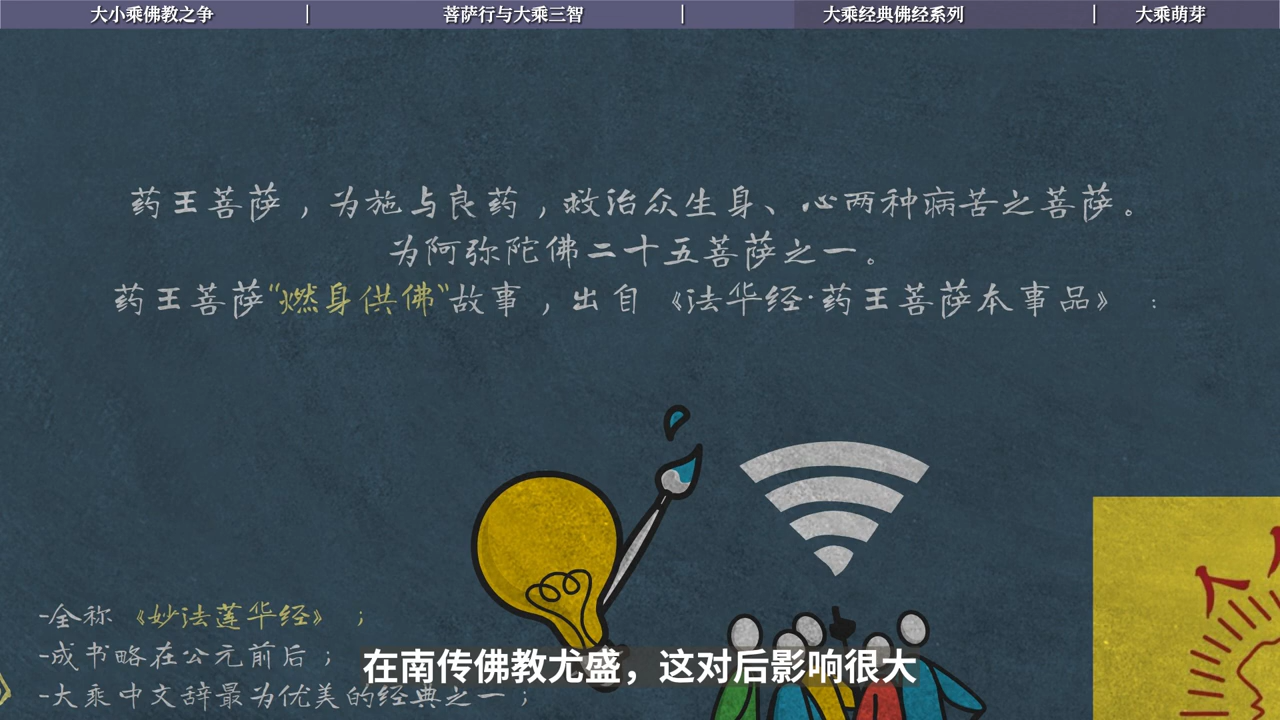 大小乘佛教之争 | 菩萨行与大乘三智 | 大乘经典佛经系列 | 大乘萌芽
药王菩萨，为施与良药，救治众生身、心两种病苦之菩萨。
为阿弥陀佛二十五菩萨之一。
药王菩萨“燃身供佛”故事，出自《法华经·药王菩萨本事品》：
-全称《妙法莲华经》；
-成书略在公元前后；
-大乘中文辞最为优美的经典之一；
在南传佛教尤盛，这对后影响很大